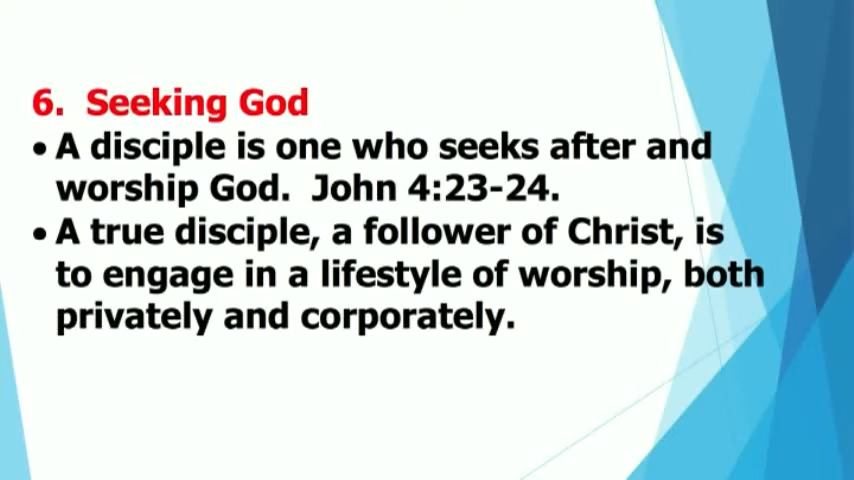 6.  Seeking God
• A disciple is one who seeks after and
worship God.  John 4:23-24.
• A true disciple, a follower of Christ, is
to engage in a lifestyle of worship, both
privately and corporately.